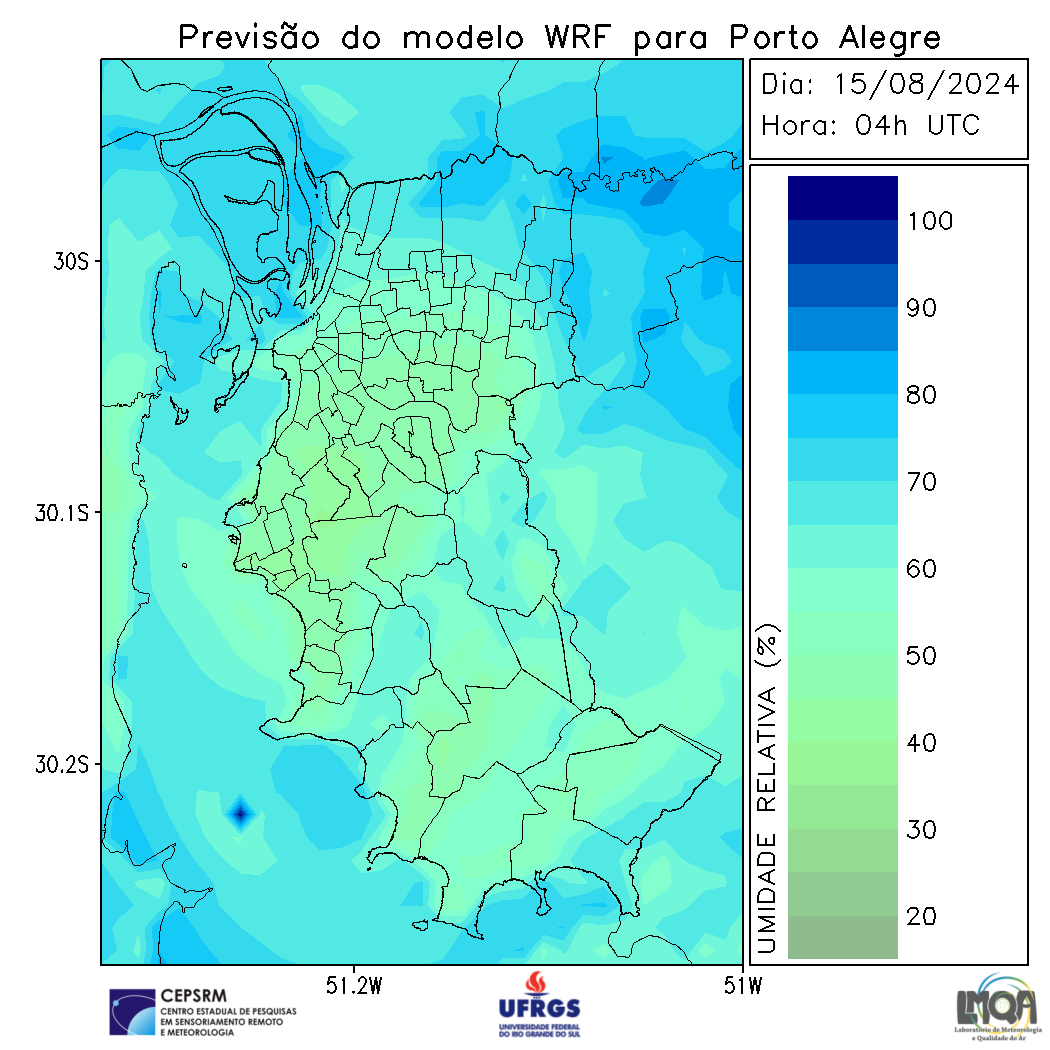 Previsão do modelo WRF para Porto Alegre
Dia: 15/08/2024
Hora: 04h UTC
30S
30.1S
30.2S
51.2W
51W
UMIDADE RELATIVA (%)
100
90
80
70
60
50
40
30
20
CEPSRM
CENTRO ESTADUAL DE PESQUISAS
EM SENSORIAMENTO REMOTO
E METEOROLOGIA
UFRGS
UNIVERSIDADE FEDERAL
DO RIO GRANDE DO SUL
LMQA
Laboratório de Meteorologia
e Qualidade do Ar